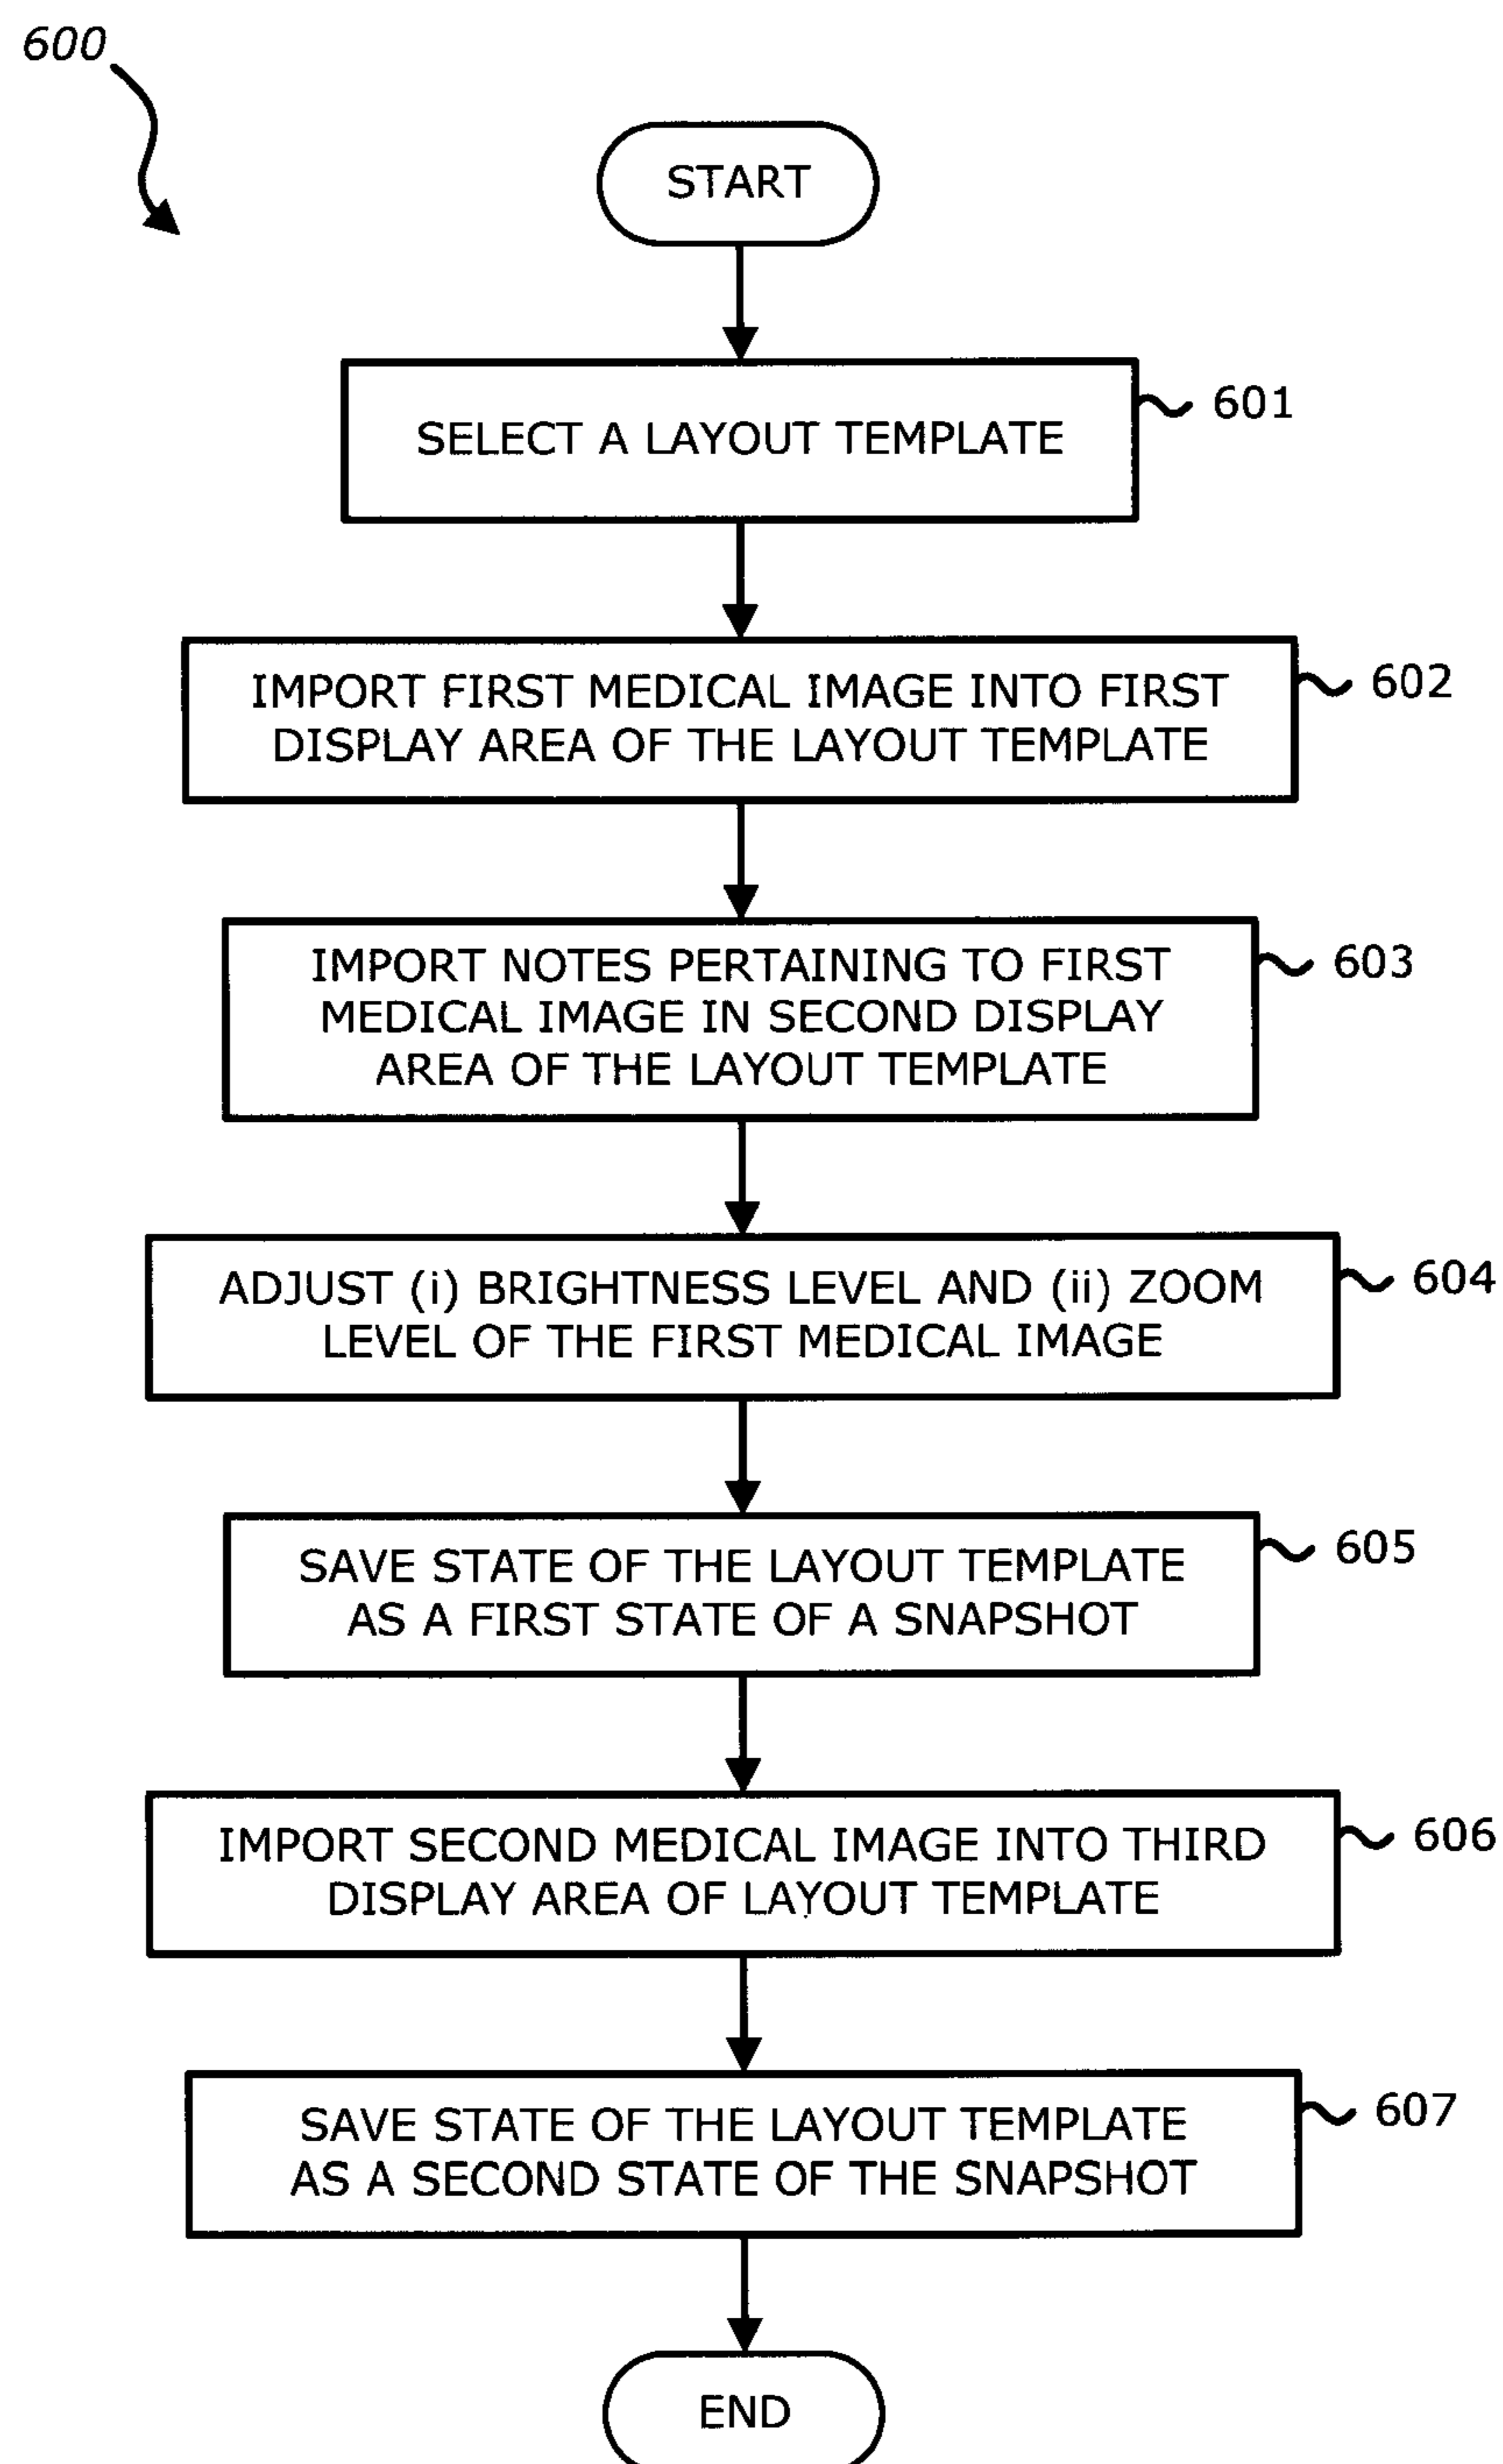 600
START
SELECT A LAYOUT TEMPLATE
601
IMPORT FIRST MEDICAL IMAGE INTO FIRST
DISPLAY AREA OF THE LAYOUT TEMPLATE
602
IMPORT NOTES PERTAINING TO FIRST
MEDICAL IMAGE IN SECOND DISPLAY
AREA OF THE LAYOUT TEMPLATE
603
ADJUST (i) BRIGHTNESS LEVEL AND (ii) ZOOM
LEVEL OF THE FIRST MEDICAL IMAGE
604
SAVE STATE OF THE LAYOUT TEMPLATE
AS A FIRST STATE OF A SNAPSHOT
605
IMPORT SECOND MEDICAL IMAGE INTO THIRD
DISPLAY AREA OF LAYOUT TEMPLATE
606
SAVE STATE OF THE LAYOUT TEMPLATE
AS A SECOND STATE OF THE SNAPSHOT
607
END